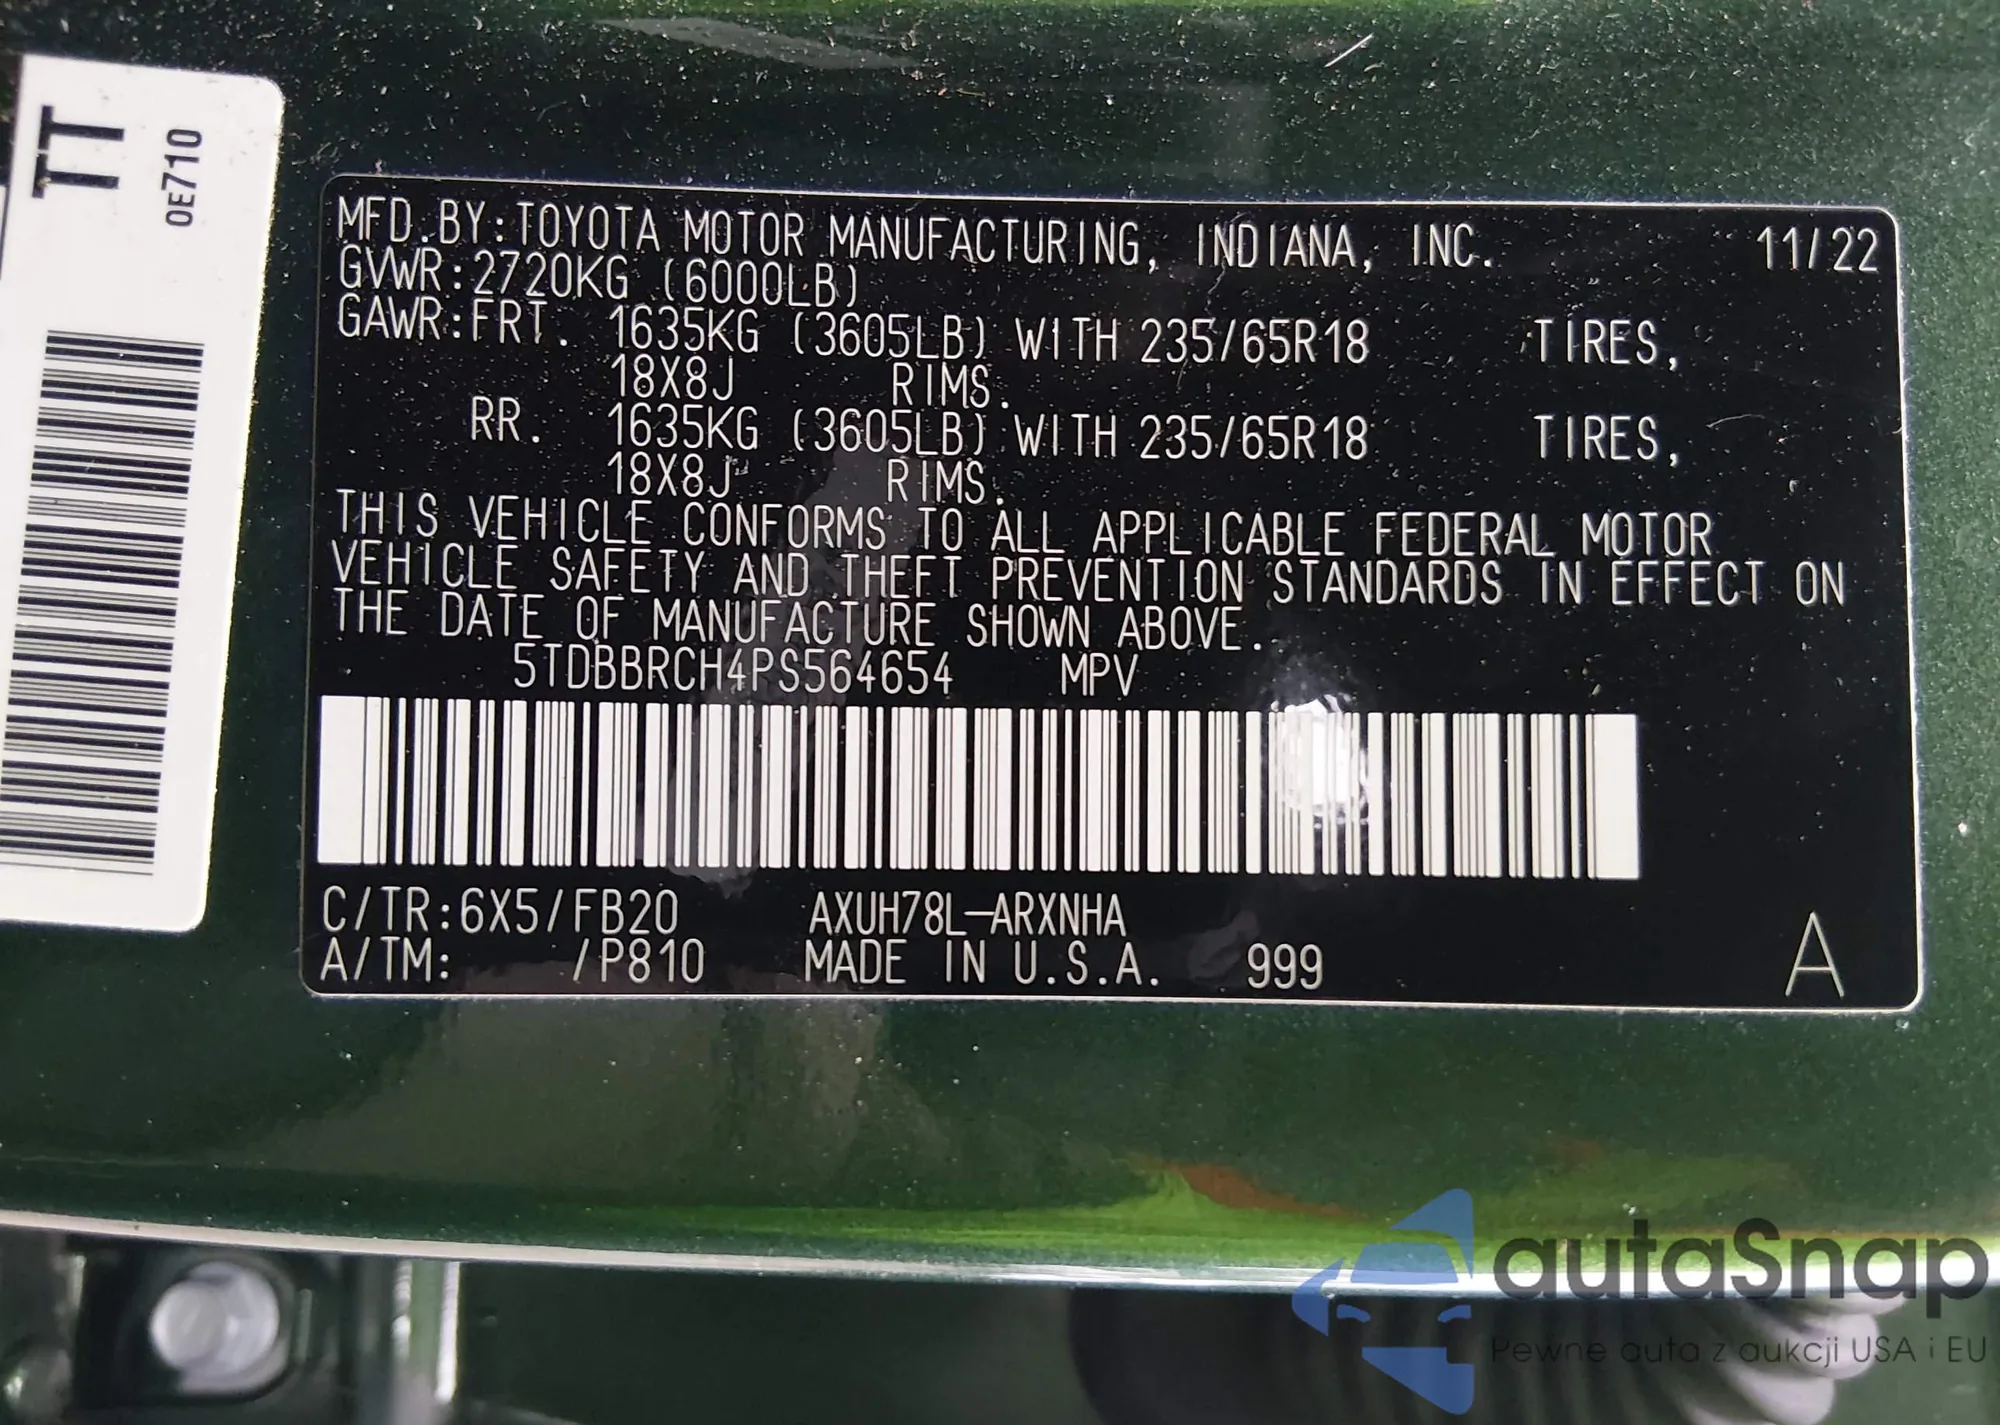 TT
0E710
MFD.BY:TOYOTA MOTOR MANUFACTURING, INDIANA, INC. 11/22
GVWR:2720KG (6000LB)
GAWR:FRT. 1635KG (3605LB) WITH 235/65R18 TIRES,
18X8J RIMS.
RR. 1635KG (3605LB) WITH 235/65R18 TIRES,
18X8J RIMS.
THIS VEHICLE CONFORMS TO ALL APPLICABLE FEDERAL MOTOR
VEHICLE SAFETY AND THEFT PREVENTION STANDARDS IN EFFECT ON
THE DATE OF MANUFACTURE SHOWN ABOVE.
5TDBBRCH4PS564654 MPV
C/TR:6X5/FB20 AXUH78L-ARXNHA
A/TM: /P810 MADE IN U.S.A. 999 A
autaSnap
Pewne auta z aukcji USA i EU